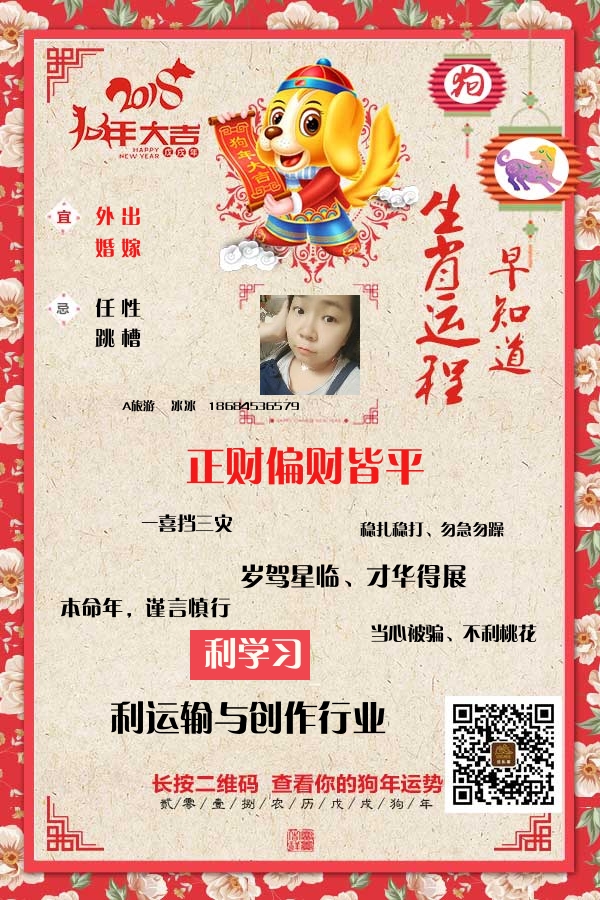 2018
狗年大吉
HAPPY
NEW YEAR
戊戌年
狗年大吉
狗
宜
外出
婚嫁
忌
任性
跳槽
生肖运程
早知道
A旅游 冰冰 18684536579
HAPPY CHINESE NEW YEAR
正财偏财皆平
一喜挡三灾
稳扎稳打、勿急勿躁
岁驾星临、才华得展
本命年，谨言慎行
当心被骗、不利桃花
利学习
利运输与创作行业
长按二维码 查看你的狗年运势
贰/零/壹/捌/农/历/戊/戌/狗/年